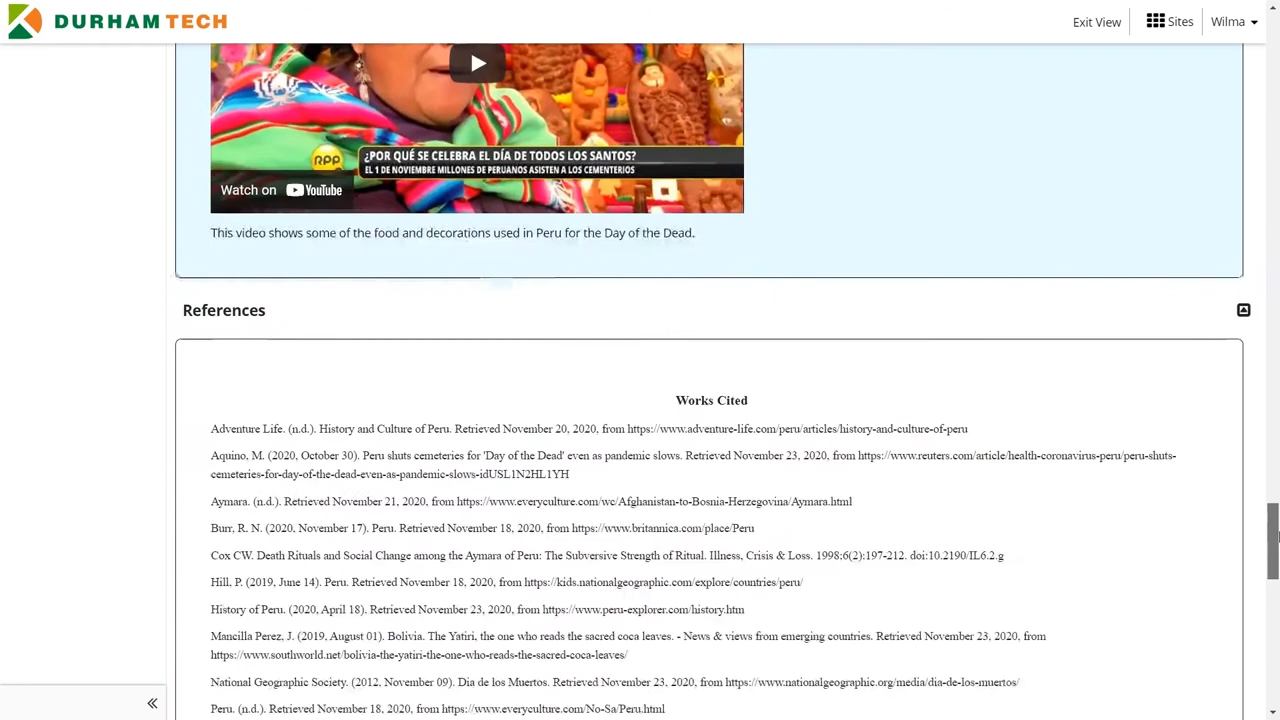 DURHAM TECH
Exit View
Sites
Wilma
RPP
¿POR QUÉ SE CELEBRA EL DÍA DE TODOS LOS SANTOS?
EL 1 DE NOVIEMBRE MILLONES DE PERUANOS ASISTEN A LOS CEMENTERIOS
Watch on YouTube
This video shows some of the food and decorations used in Peru for the Day of the Dead.
References
Works Cited
Adventure Life. (n.d.). History and Culture of Peru. Retrieved November 20, 2020, from https://www.adventure-life.com/peru/articles/history-and-culture-of-peru
Aquino, M. (2020, October 30). Peru shuts cemeteries for 'Day of the Dead' even as pandemic slows. Retrieved November 23, 2020, from https://www.reuters.com/article/health-coronavirus-peru/peru-shuts-
cemeteries-for-day-of-the-dead-even-as-pandemic-slows-idUSL1N2HL1YH
Aymara. (n.d.). Retrieved November 21, 2020, from https://www.everyculture.com/wc/Afghanistan-to-Bosnia-Herzegovina/Aymara.html
Burr, R. N. (2020, November 17). Peru. Retrieved November 18, 2020, from https://www.britannica.com/place/Peru
Cox CW. Death Rituals and Social Change among the Aymara of Peru: The Subversive Strength of Ritual. Illness, Crisis & Loss. 1998;6(2):197-212. doi:10.2190/IL6.2.g
Hill, P. (2019, June 14). Peru. Retrieved November 18, 2020, from https://kids.nationalgeographic.com/explore/countries/peru/
History of Peru. (2020, April 18). Retrieved November 23, 2020, from https://www.peru-explorer.com/history.htm
Mancilla Perez, J. (2019, August 01). Bolivia. The Yatiri, the one who reads the sacred coca leaves. - News & views from emerging countries. Retrieved November 23, 2020, from
https://www.southworld.net/bolivia-the-yatiri-the-one-who-reads-the-sacred-coca-leaves/
National Geographic Society. (2012, November 09). Dia de los Muertos. Retrieved November 23, 2020, from https://www.nationalgeographic.org/media/dia-de-los-muertos/
Peru. (n.d.). Retrieved November 18, 2020, from https://www.everyculture.com/No-Sa/Peru.html